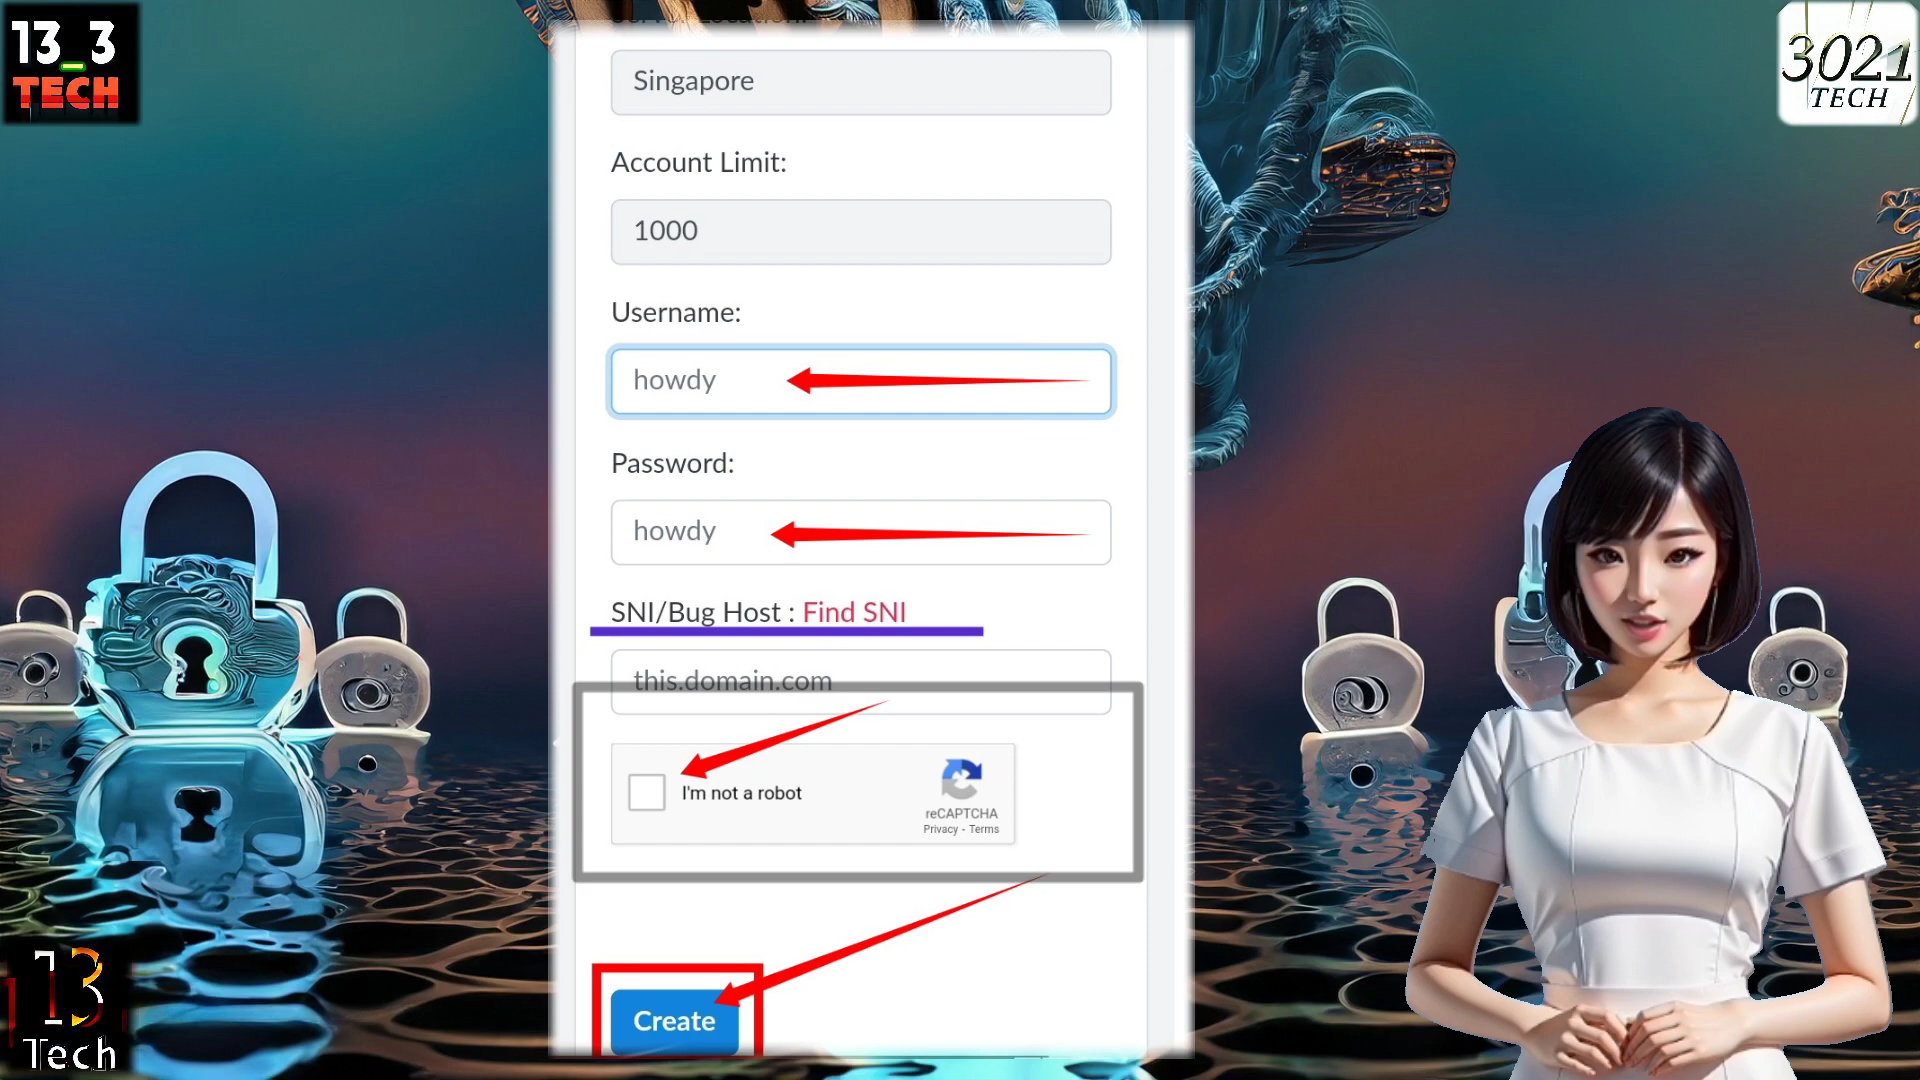 13_3
TECH
3021
TECH
Singapore
Account Limit:
1000
Username:
howdy
Password:
howdy
SNI/Bug Host : Find SNI
this.domain.com
I'm not a robot
reCAPTCHA
Privacy - Terms
Create
13
Tech